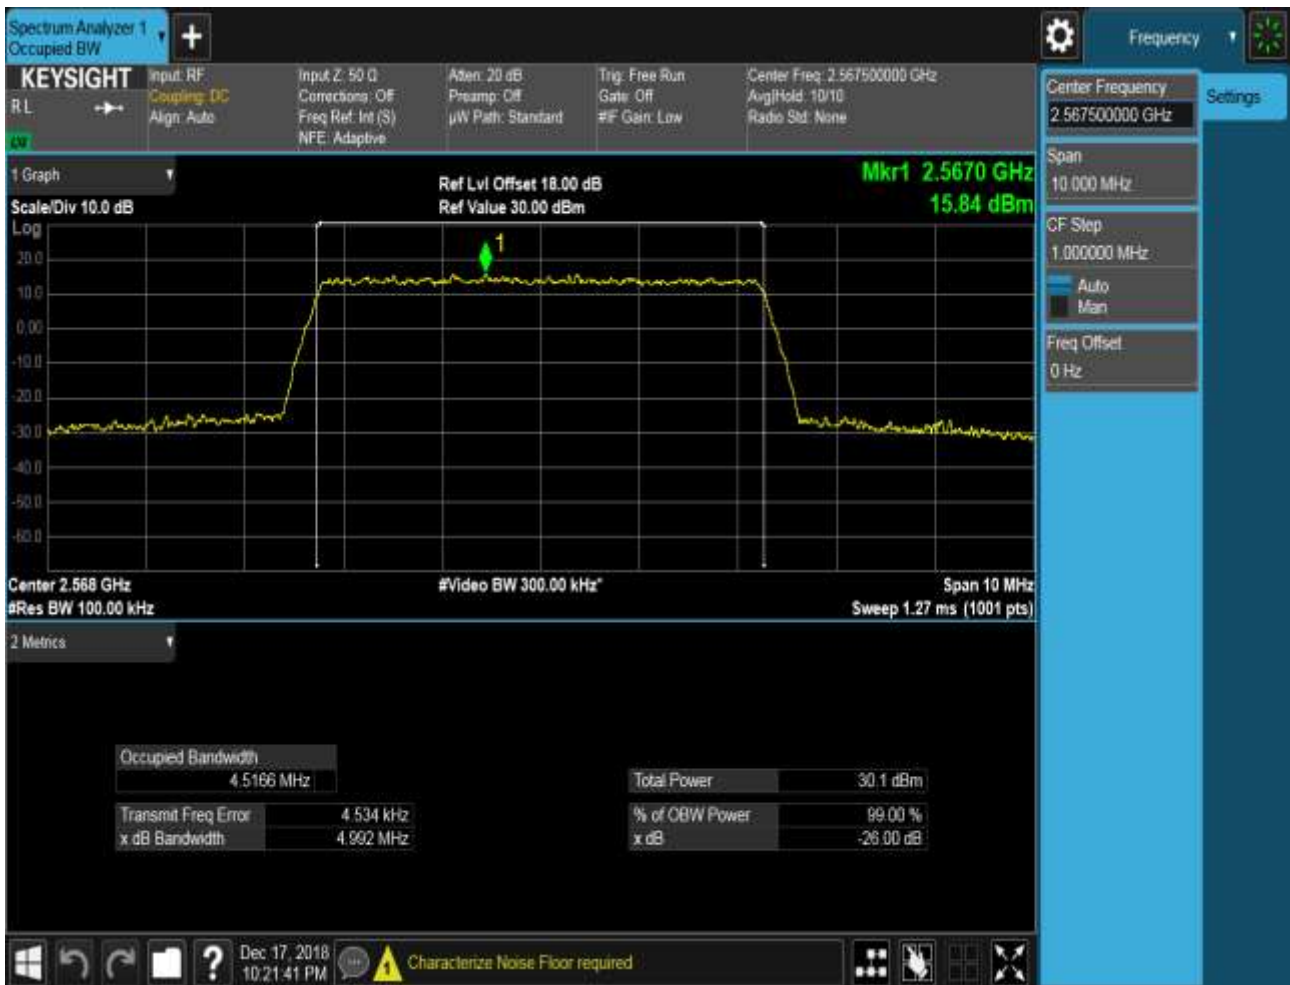 Spectrum Analyzer 1
Occupied BW
Frequency
KEYSIGHT
R L
Input: RF
Coupling: DC
Align: Auto
Input Z: 50 Ω
Corrections: Off
Freq Ref: Int (S)
NFE: Adaptive
Atten: 20 dB
Preamp: Off
µW Path: Standard
Trig: Free Run
Gate: Off
#IF Gain: Low
Center Freq: 2.567500000 GHz
Avg|Hold: 10/10
Radio Std: None
Center Frequency
2.567500000 GHz
Settings
Span
10.000 MHz
CF Step
1.000000 MHz
Auto
Man
Freq Offset
0 Hz
1 Graph
Scale/Div 10.0 dB
Ref Lvl Offset 18.00 dB
Ref Value 30.00 dBm
Mkr1 2.5670 GHz
15.84 dBm
Log
1
20.0
10.0
0.00
-10.0
-20.0
-30.0
-40.0
-50.0
-60.0
Center 2.568 GHz
#Video BW 300.00 kHz*
Span 10 MHz
#Res BW 100.00 kHz
Sweep 1.27 ms (1001 pts)
2 Metrics
Occupied Bandwidth
4.5166 MHz
Total Power 30.1 dBm
Transmit Freq Error 4.534 kHz
% of OBW Power 99.00 %
x dB Bandwidth 4.992 MHz
x dB -26.00 dB
?
Dec 17, 2018
10:21:41 PM
1
Characterize Noise Floor required